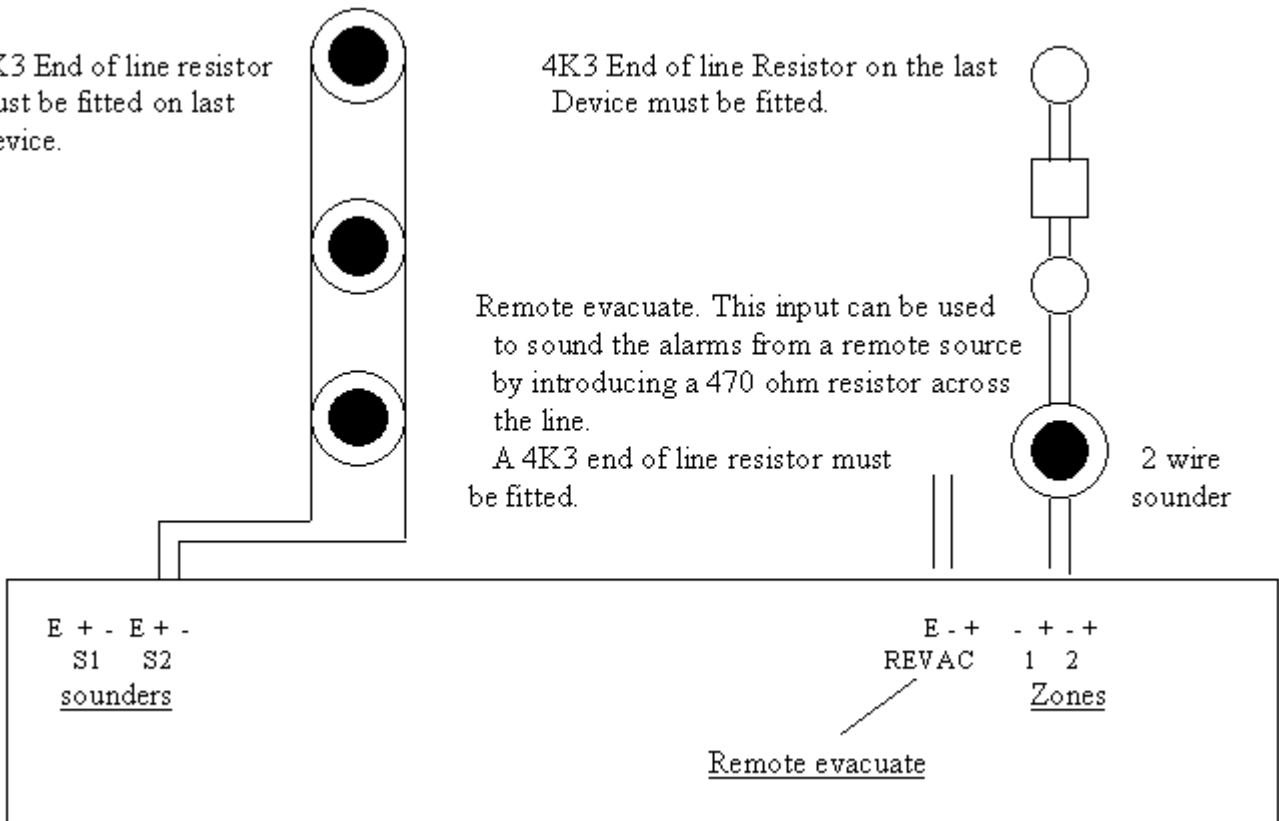 K3 End of line resistor
ust be fitted on last
evice.
4K3 End of line Resistor on the last
Device must be fitted.
Remote evacuate. This input can be used
to sound the alarms from a remote source
by introducing a 470 ohm resistor across
the line.
A 4K3 end of line resistor must
be fitted.
2 wire
sounder
E + - E + -
S1 S2
sounders
E - + - + - +
REVAC 1 2
Zones
Remote evacuate